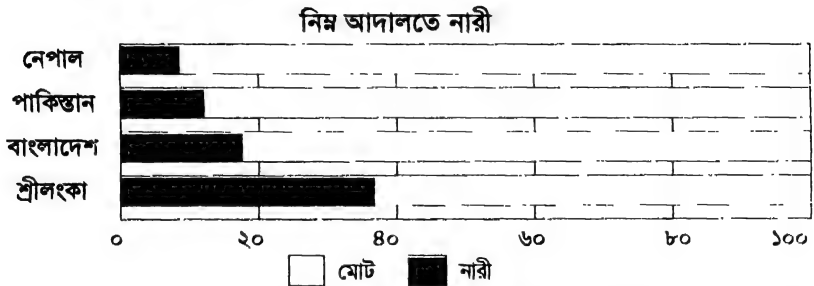 নিম্ন আদালতে নারী
নেপাল
পাকিস্তান
বাংলাদেশ
শ্রীলংকা
০ ২০ ৪০ ৬০ ৮০ ১০০
মোট নারী